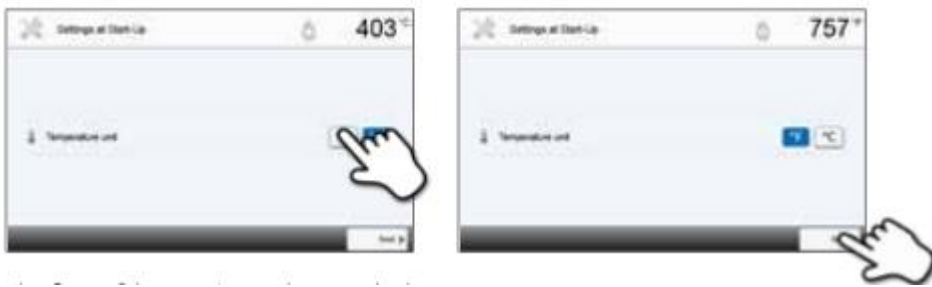 Settings at Start-Up 403 °C
Temperature unit
Next
Settings at Start-Up 757 °F
Temperature unit °F °C